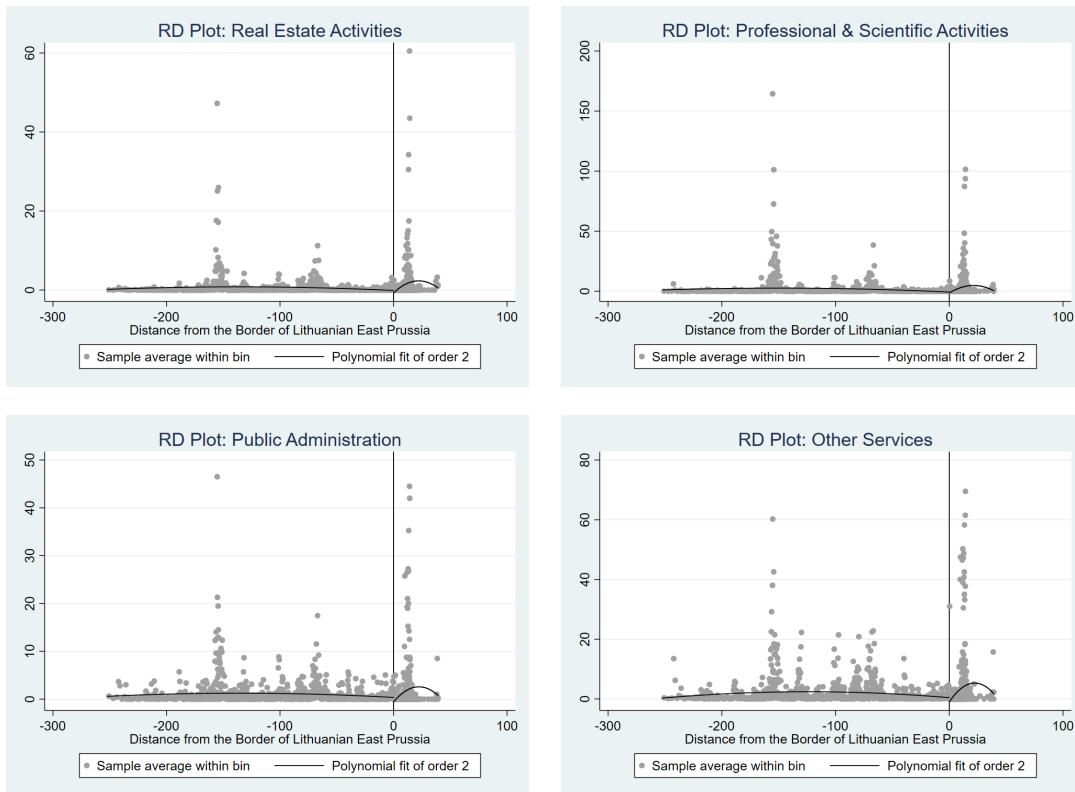 RD Plot: Real Estate Activities
60
40
20
0
-300 -200 -100 0 100
Distance from the Border of Lithuanian East Prussia
Sample average within bin Polynomial fit of order 2
RD Plot: Professional & Scientific Activities
200
150
100
50
0
-300 -200 -100 0 100
Distance from the Border of Lithuanian East Prussia
Sample average within bin Polynomial fit of order 2
RD Plot: Public Administration
50
40
30
20
10
0
-300 -200 -100 0 100
Distance from the Border of Lithuanian East Prussia
Sample average within bin Polynomial fit of order 2
RD Plot: Other Services
80
60
40
20
0
-300 -200 -100 0 100
Distance from the Border of Lithuanian East Prussia
Sample average within bin Polynomial fit of order 2